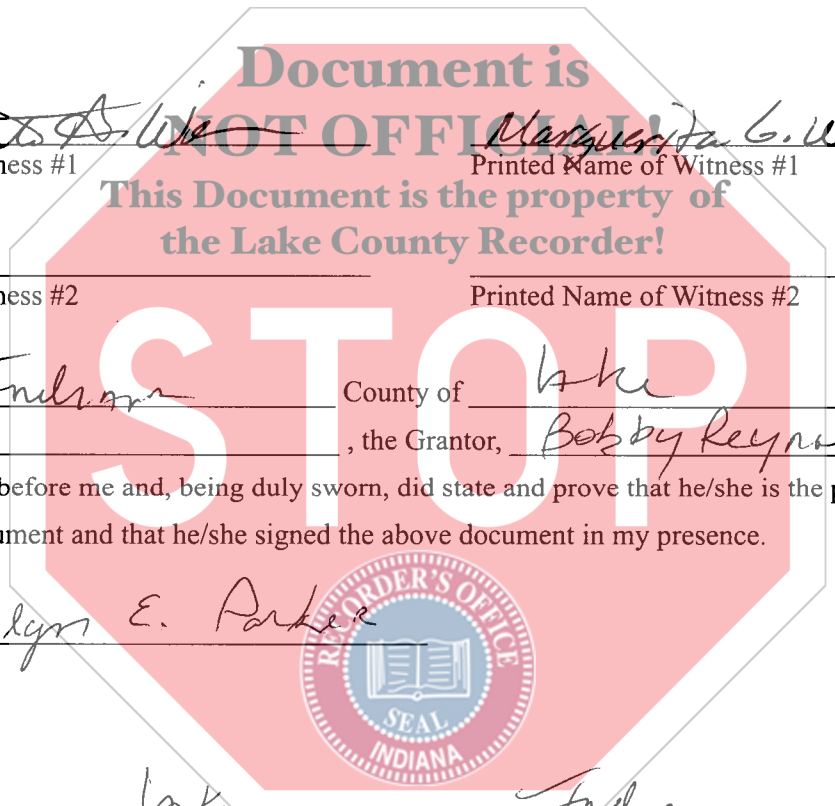 Document is
NOT OFFICIAL!
A. Marguerita G.
ness #1 Printed Name of Witness #1
This Document is the property of
the Lake County Recorder!
ness #2 Printed Name of Witness #2
STOP
County of Lake
, the Grantor, Bobby Reyno
before me and, being duly sworn, did state and prove that he/she is the p
ument and that he/she signed the above document in my presence.
E. Parker
RECORDER'S OFFICE
SEAL
INDIANA